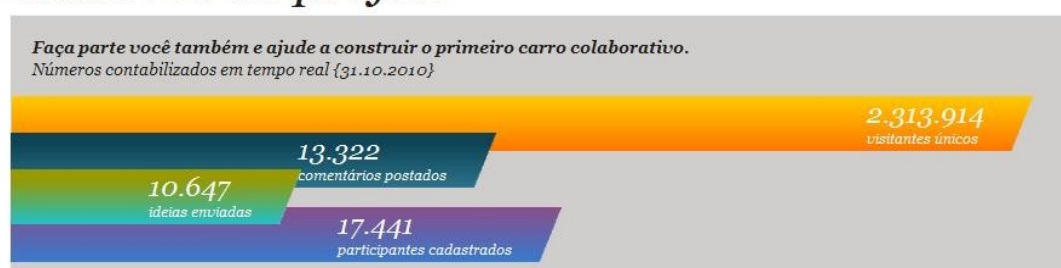 Faça parte você também e ajude a construir o primeiro carro colaborativo.
Números contabilizados em tempo real {31.10.2010}
2.313.914
visitantes únicos
13.322
comentários postados
10.647
ideias enviadas
17.441
participantes cadastrados